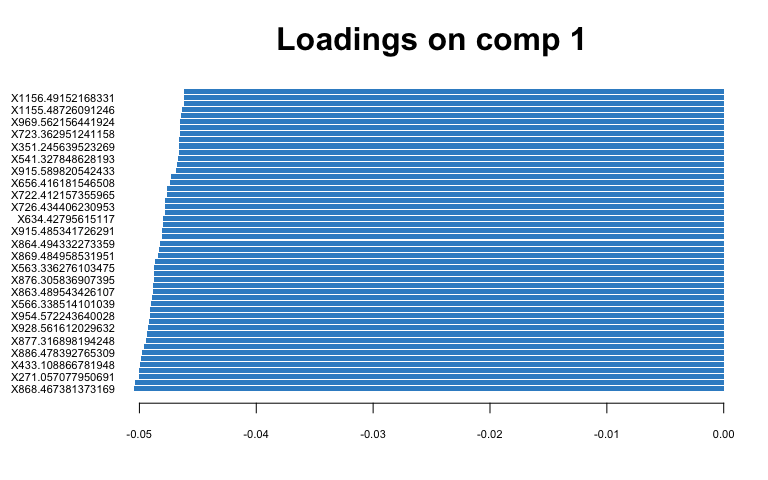 Loadings on comp 1
X1156.49152168331
X1155.48726091246
X969.562156441924
X723.362951241158
X351.245639523269
X541.327848628193
X915.589820542433
X656.416181546508
X722.412157355965
X726.434406230953
X634.42795615117
X915.485341726291
X864.494332273359
X869.484958531951
X563.336276103475
X876.305836907395
X863.489543426107
X566.338514101039
X954.572243640028
X928.561612029632
X877.316898194248
X886.478392765309
X433.108866781948
X271.057077950691
X868.467381373169
-0.05 -0.04 -0.03 -0.02 -0.01 0.00